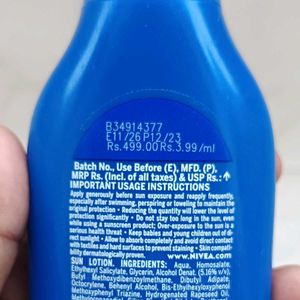 B34914377
E11/26P12/23
Rs.499.00Rs.3.99/ml
Batch No., Use Before (E), MFD. (P),
MRP Rs. (Incl. of all taxes) & USP Rs.:
IMPORTANT USAGE INSTRUCTIONS
Apply generously before sun exposure and reapply frequently,
especially after swimming, perspiring or toweling to maintain the
original protection • Reducing the quantity will lower the level of
protection significantly • Do not stay too long in the sun, even
while using a sunscreen product: Over-exposure to the sun is a
serious health threat • Keep babies and young children out of di-
rect sunlight • Allow to absorb completely and avoid direct contact
with textiles and hard surfaces to prevent staining • Skin compati-
bility dermatologically proven. www.NIVEA.com
SUN LOTION. INGREDIENTS: Aqua, Homosalate,
Ethylhexyl Salicylate, Glycerin, Alcohol Denat. (5.16% v/v),
Butyl Methoxydibenzoylmethane, Dibutyl Adipate,
Octocrylene, Behenyl Alcohol, Bis-Ethylhexyloxyphenol
Methoxyphenyl Triazine, Hydrogenated Rapeseed Oil,